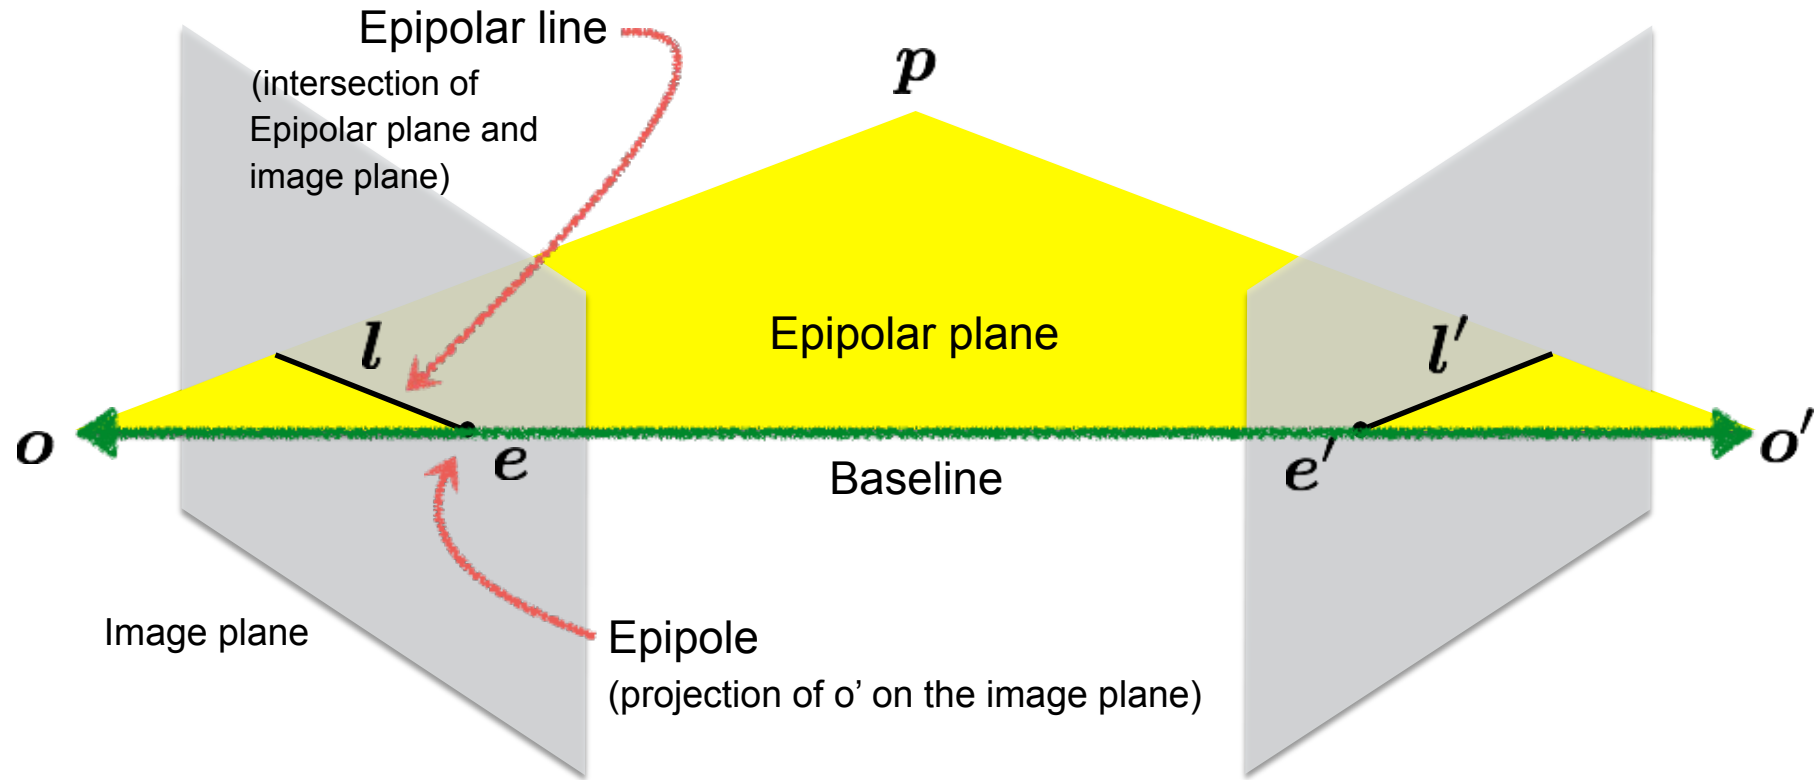 Epipolar line
(intersection of
Epipolar plane and
image plane)
p
l
Epipolar plane
l′
o
e
Baseline
e′
o′
Image plane
Epipole
(projection of o’ on the image plane)